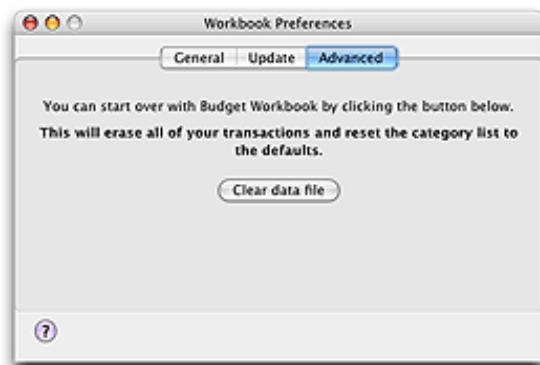 Workbook Preferences
General Update Advanced
You can start over with Budget Workbook by clicking the button below.
This will erase all of your transactions and reset the category list to
the defaults.
Clear data file
?